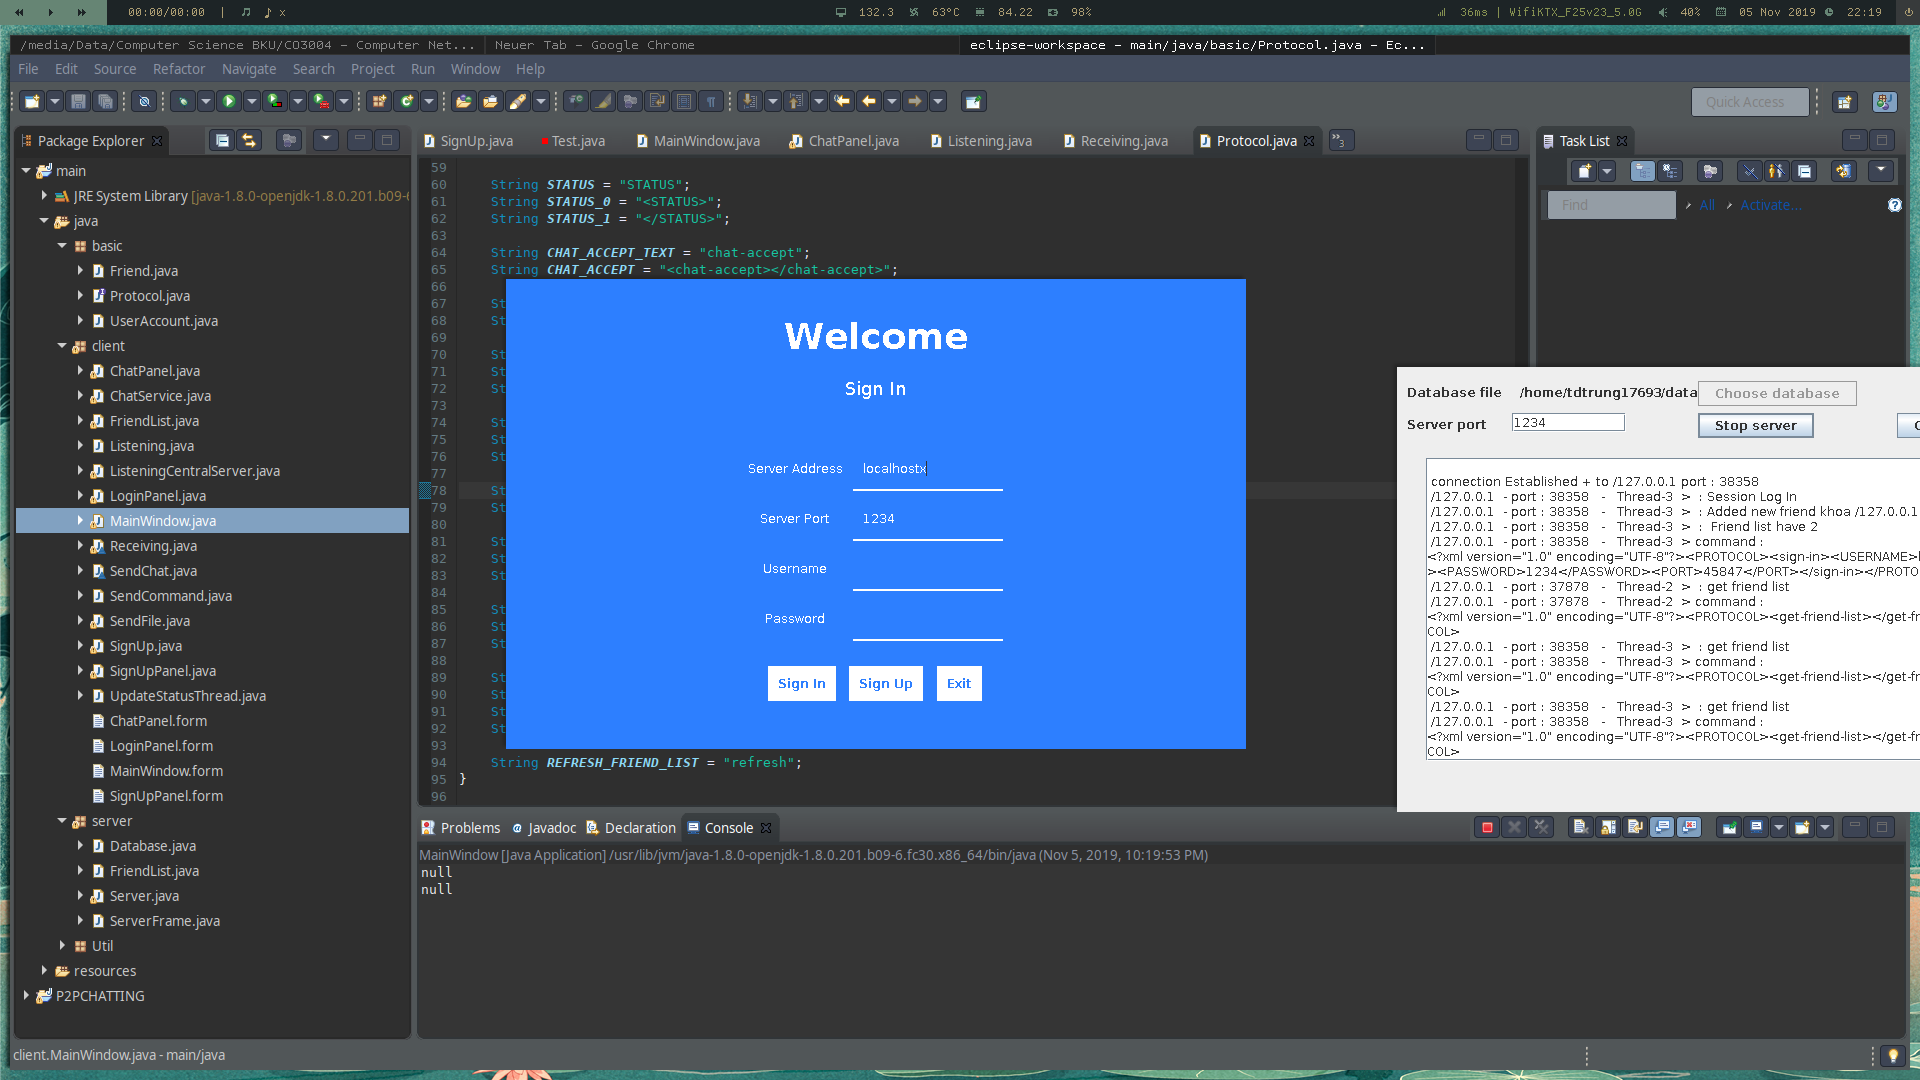 00:00/00:00 | x
132.3 63°C 84.22 98%
36ms | WifiKTX_F25v23_5.0G 40% 05 Nov 2019 22:19
/media/Data/Computer Science BKU/CO3004 - Computer Net...
Neuer Tab - Google Chrome
eclipse-workspace - main/java/basic/Protocol.java - Ec...
File Edit Source Refactor Navigate Search Project Run Window Help
Quick Access
Package Explorer
main
JRE System Library [java-1.8.0-openjdk-1.8.0.201.b09-
java
basic
Friend.java
Protocol.java
UserAccount.java
client
ChatPanel.java
ChatService.java
FriendList.java
Listening.java
ListeningCentralServer.java
LoginPanel.java
MainWindow.java
Receiving.java
SendChat.java
SendCommand.java
SendFile.java
SignUp.java
SignUpPanel.java
UpdateStatusThread.java
ChatPanel.form
LoginPanel.form
MainWindow.form
SignUpPanel.form
server
Database.java
FriendList.java
Server.java
ServerFrame.java
Util
resources
P2PCHATTING
SignUp.java Test.java MainWindow.java ChatPanel.java Listening.java Receiving.java Protocol.java 3
59
60 String STATUS = "STATUS";
61 String STATUS_0 = "<STATUS>";
62 String STATUS_1 = "</STATUS>";
63
64 String CHAT_ACCEPT_TEXT = "chat-accept";
65 String CHAT_ACCEPT = "<chat-accept></chat-accept>";
66
67 St
68 St
69
70 St
71 St
72 St
73
74 St
75 St
76 St
77
78 St
79 St
80
81 St
82 St
83 St
84
85 St
86 St
87 St
88
89 St
90 St
91 St
92 St
93
94 String REFRESH_FRIEND_LIST = "refresh";
95 }
96
Welcome
Sign In
Server Address localhostx
Server Port 1234
Username
Password
Sign In Sign Up Exit
Task List
Find All Activate...
Database file /home/tdtrung17693/data Choose database
Server port 1234 Stop server
connection Established + to /127.0.0.1 port : 38358
/127.0.0.1 - port : 38358 - Thread-3 > : Session Log In
/127.0.0.1 - port : 38358 - Thread-3 > : Added new friend khoa /127.0.0.1
/127.0.0.1 - port : 38358 - Thread-3 > : Friend list have 2
/127.0.0.1 - port : 38358 - Thread-3 > command :
<?xml version="1.0" encoding="UTF-8"?><PROTOCOL><sign-in><USERNAME>
><PASSWORD>1234</PASSWORD><PORT>45847</PORT></sign-in></PROTO
/127.0.0.1 - port : 37878 - Thread-2 > : get friend list
/127.0.0.1 - port : 37878 - Thread-2 > command :
<?xml version="1.0" encoding="UTF-8"?><PROTOCOL><get-friend-list></get-f
COL>
/127.0.0.1 - port : 38358 - Thread-3 > : get friend list
/127.0.0.1 - port : 38358 - Thread-3 > command :
<?xml version="1.0" encoding="UTF-8"?><PROTOCOL><get-friend-list></get-f
COL>
/127.0.0.1 - port : 38358 - Thread-3 > : get friend list
/127.0.0.1 - port : 38358 - Thread-3 > command :
<?xml version="1.0" encoding="UTF-8"?><PROTOCOL><get-friend-list></get-f
COL>
Problems Javadoc Declaration Console
MainWindow [Java Application] /usr/lib/jvm/java-1.8.0-openjdk-1.8.0.201.b09-6.fc30.x86_64/bin/java (Nov 5, 2019, 10:19:53 PM)
null
null
client.MainWindow.java - main/java